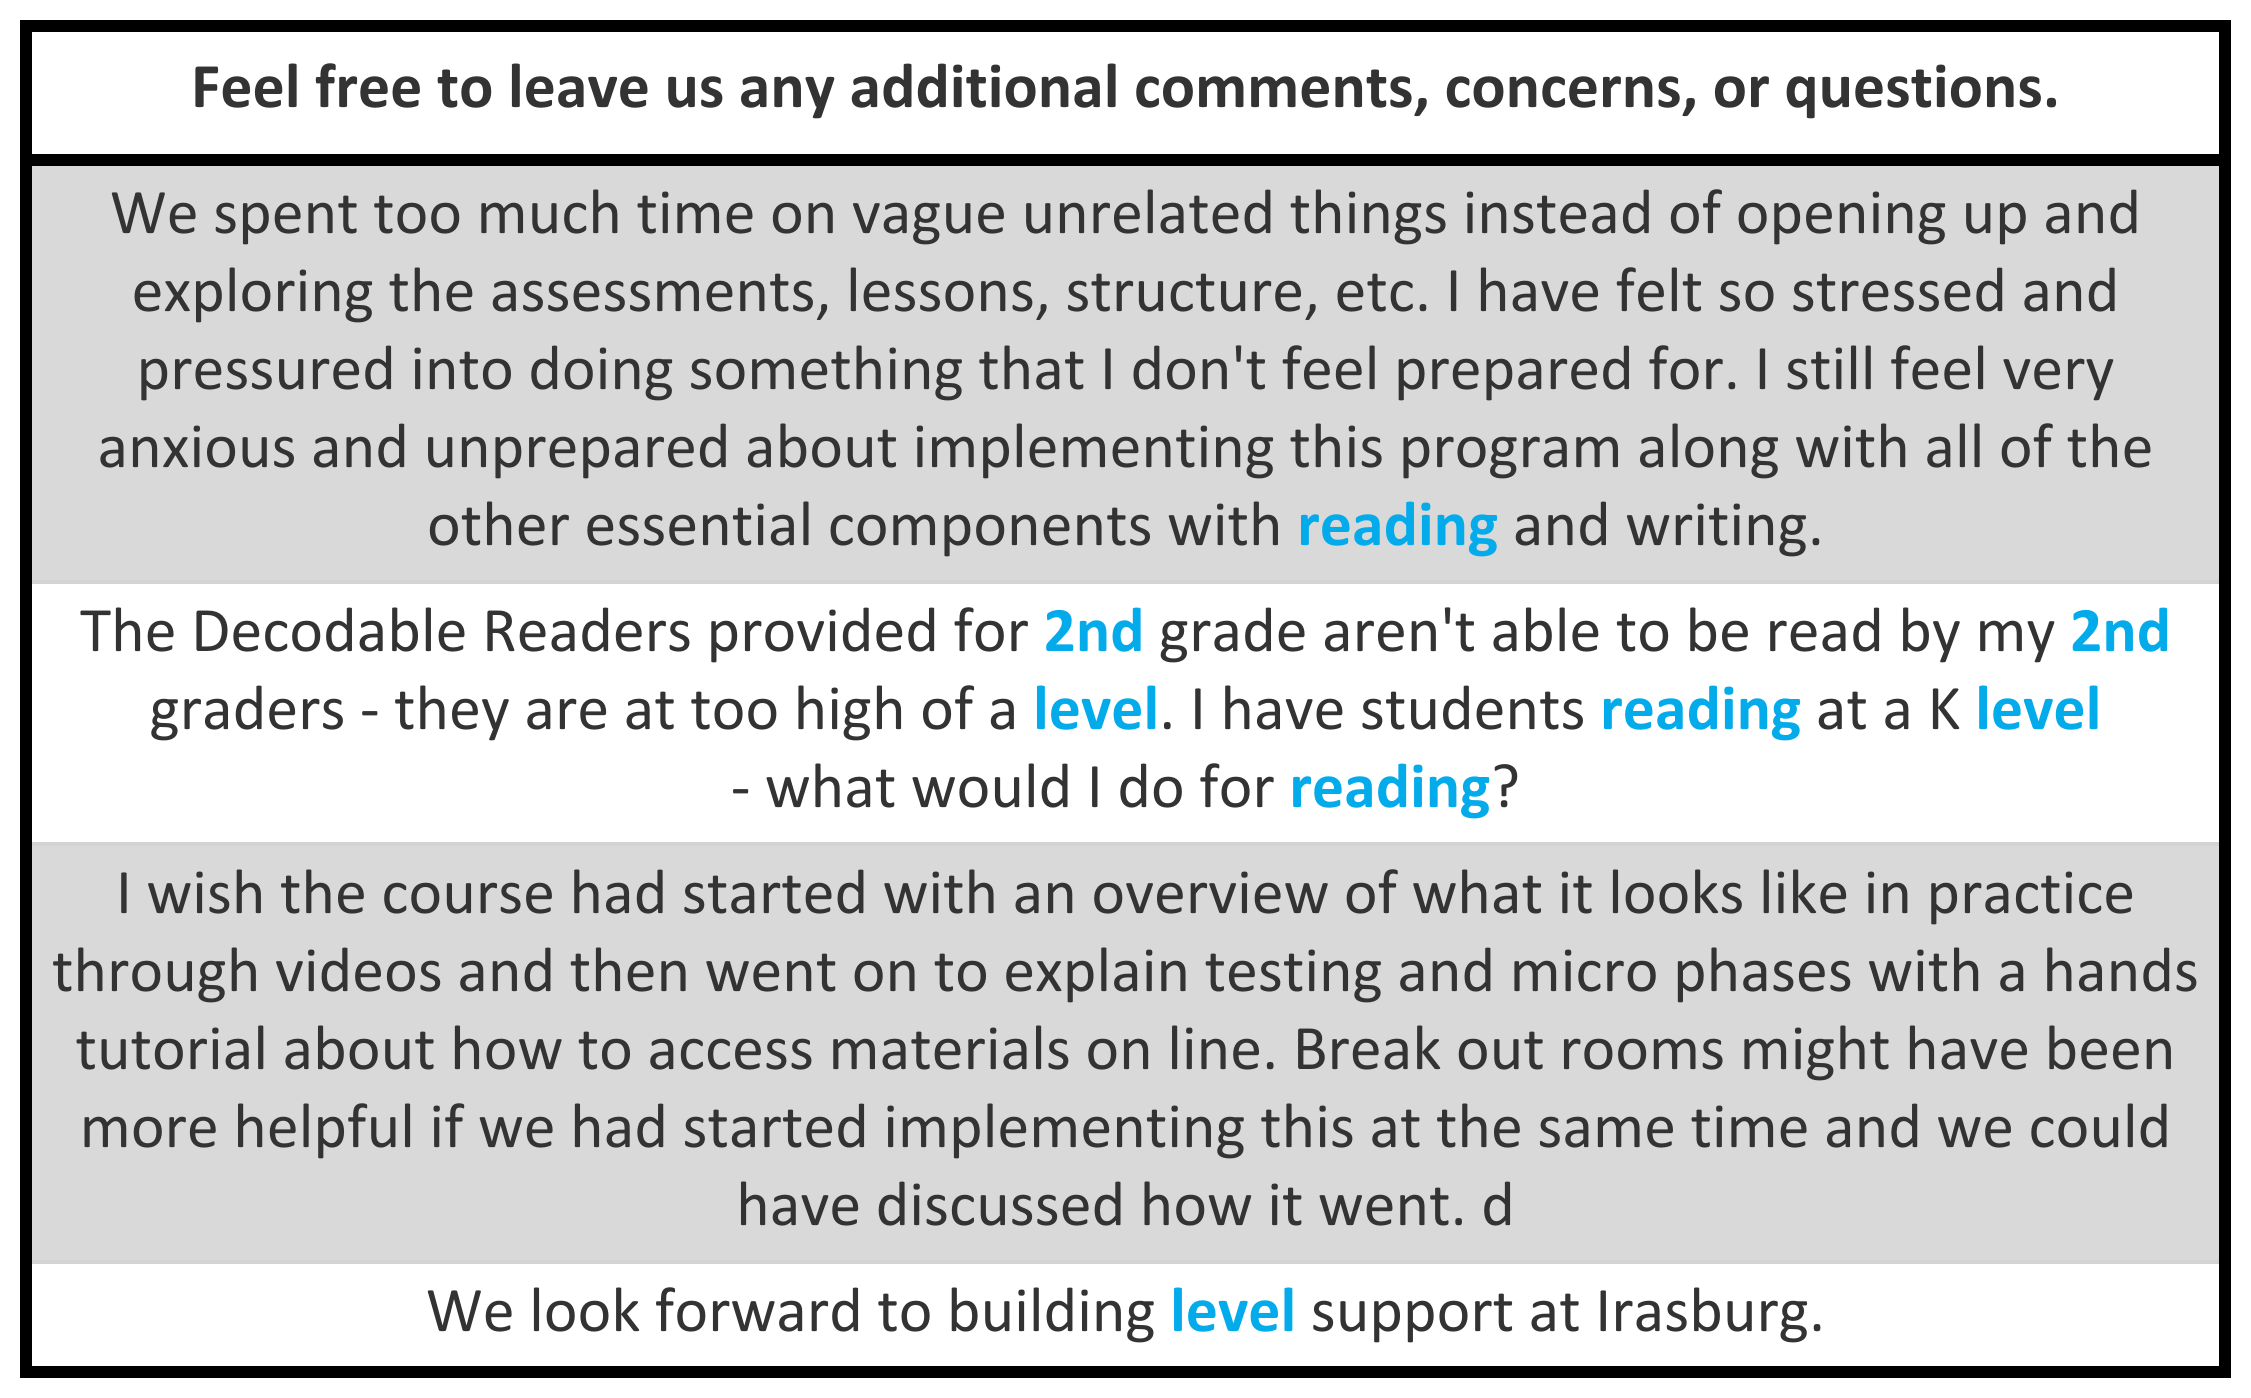 Feel free to leave us any additional comments, concerns, or questions.
We spent too much time on vague unrelated things instead of opening up and
exploring the assessments, lessons, structure, etc. I have felt so stressed and
pressured into doing something that I don't feel prepared for. I still feel very
anxious and unprepared about implementing this program along with all of the
other essential components with reading and writing.
The Decodable Readers provided for 2nd grade aren't able to be read by my 2nd
graders - they are at too high of a level. I have students reading at a K level
- what would I do for reading?
I wish the course had started with an overview of what it looks like in practice
through videos and then went on to explain testing and micro phases with a hands
tutorial about how to access materials on line. Break out rooms might have been
more helpful if we had started implementing this at the same time and we could
have discussed how it went. d
We look forward to building level support at Irasburg.